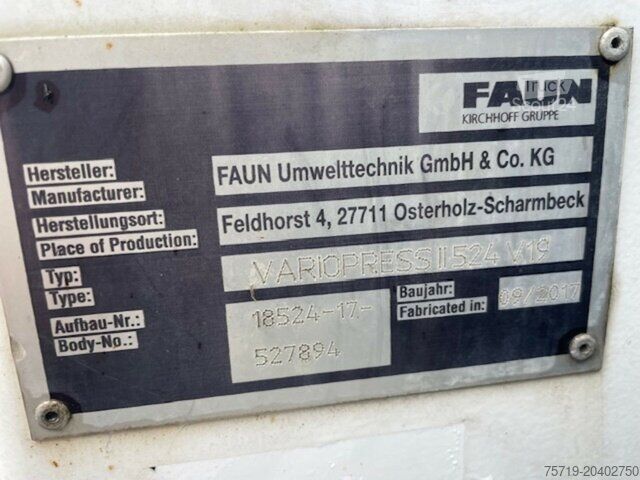 FAUN
Truck
Scout24
KIRCHHOFF GRUPPE
Hersteller:
Manufacturer:
FAUN Umwelttechnik GmbH & Co. KG
Herstellungsort:
Place of Production:
Feldhorst 4, 27711 Osterholz-Scharmbeck
Typ:
Type:
VARIOPRESS II 524 V19
Aufbau-Nr.:
Body-No.:
18524-17-
527894
Baujahr:
Fabricated in:
09/2017
75719-20402750